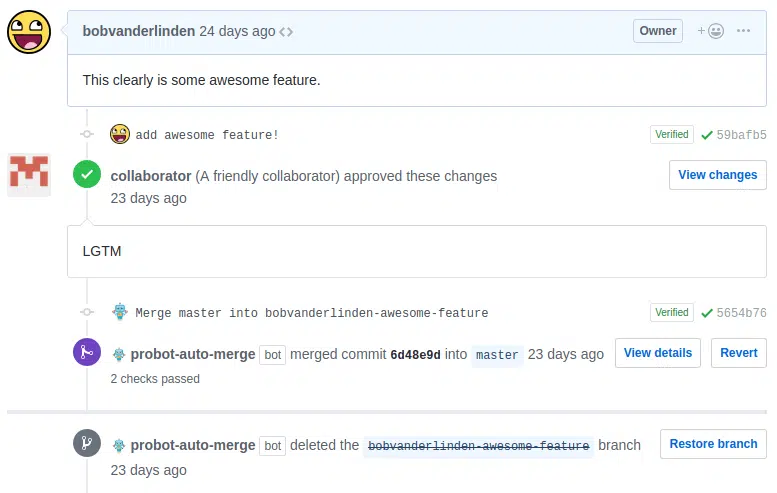 bobvanderlinden 24 days ago
Owner
This clearly is some awesome feature.
add awesome feature!
Verified
59bafb5
collaborator (A friendly collaborator) approved these changes
23 days ago
View changes
LGTM
Merge master into bobvanderlinden-awesome-feature
Verified
5654b76
probot-auto-merge bot merged commit 6d48e9d into master 23 days ago
View details
Revert
2 checks passed
probot-auto-merge bot deleted the bobvanderlinden-awesome-feature branch
23 days ago
Restore branch